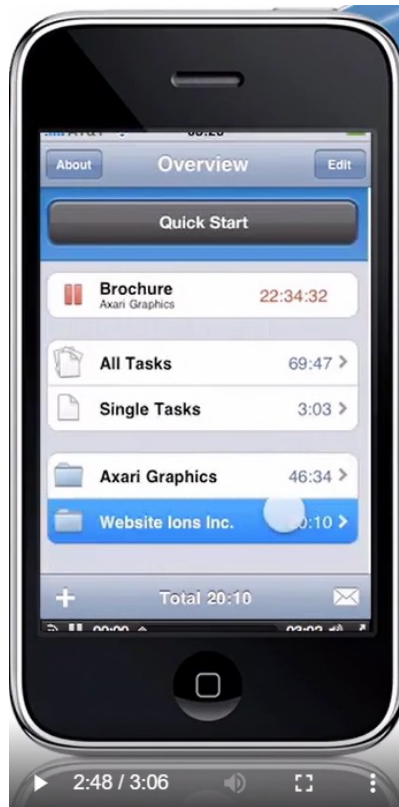 About Overview Edit
Quick Start
Brochure 22:34:32
Axari Graphics
All Tasks 69:47
Single Tasks 3:03
Axari Graphics 46:34
Website Ions Inc. :10
+ Total 20:10
2:48 / 3:06